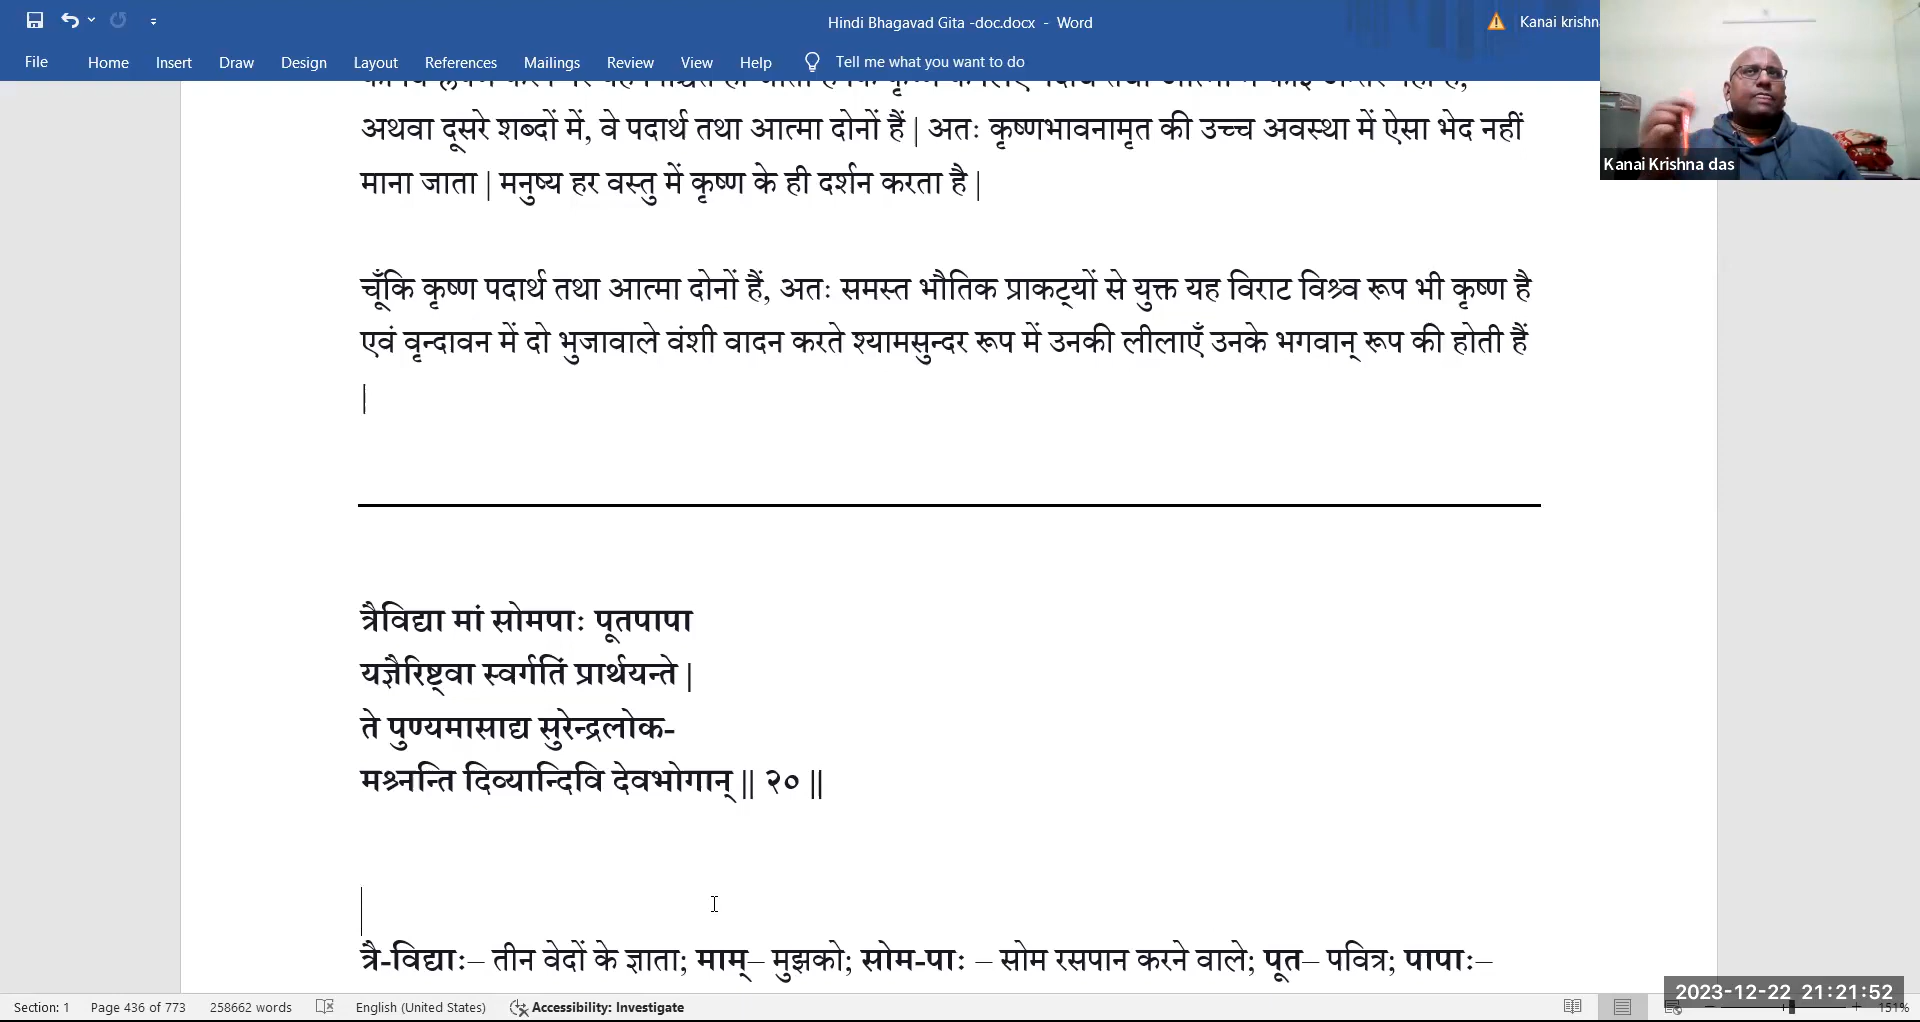 Hindi Bhagavad Gita -doc.docx - Word
Kanai krishn
File Home Insert Draw Design Layout References Mailings Review View Help Tell me what you want to do
अथवा दूसरे शब्दों में, वे पदार्थ तथा आत्मा दोनों हैं | अतः कृष्णभावनामृत की उच्च अवस्था में ऐसा भेद नहीं
Kanai Krishna das
माना जाता | मनुष्य हर वस्तु में कृष्ण के ही दर्शन करता है |
चूँकि कृष्ण पदार्थ तथा आत्मा दोनों हैं, अतः समस्त भौतिक प्राकट्यों से युक्त यह विराट विश्र्व रूप भी कृष्ण है
एवं वृन्दावन में दो भुजावाले वंशी वादन करते श्यामसुन्दर रूप में उनकी लीलाएँ उनके भगवान् रूप की होती हैं
|
त्रैविद्या मां सोमपाः पूतपापा
यज्ञैरिष्ट्वा स्वर्गतिं प्रार्थयन्ते |
ते पुण्यमासाद्य सुरेन्द्रलोक-
मश्र्नन्ति दिव्यान्दिवि देवभोगान् || २० ||
त्रै-विद्याः– तीन वेदों के ज्ञाता; माम्– मुझको; सोम-पाः – सोम रसपान करने वाले; पूत– पवित्र; पापाः–
2023-12-22 21:21:52
Section: 1 Page 436 of 773 258662 words English (United States) Accessibility: Investigate 151%